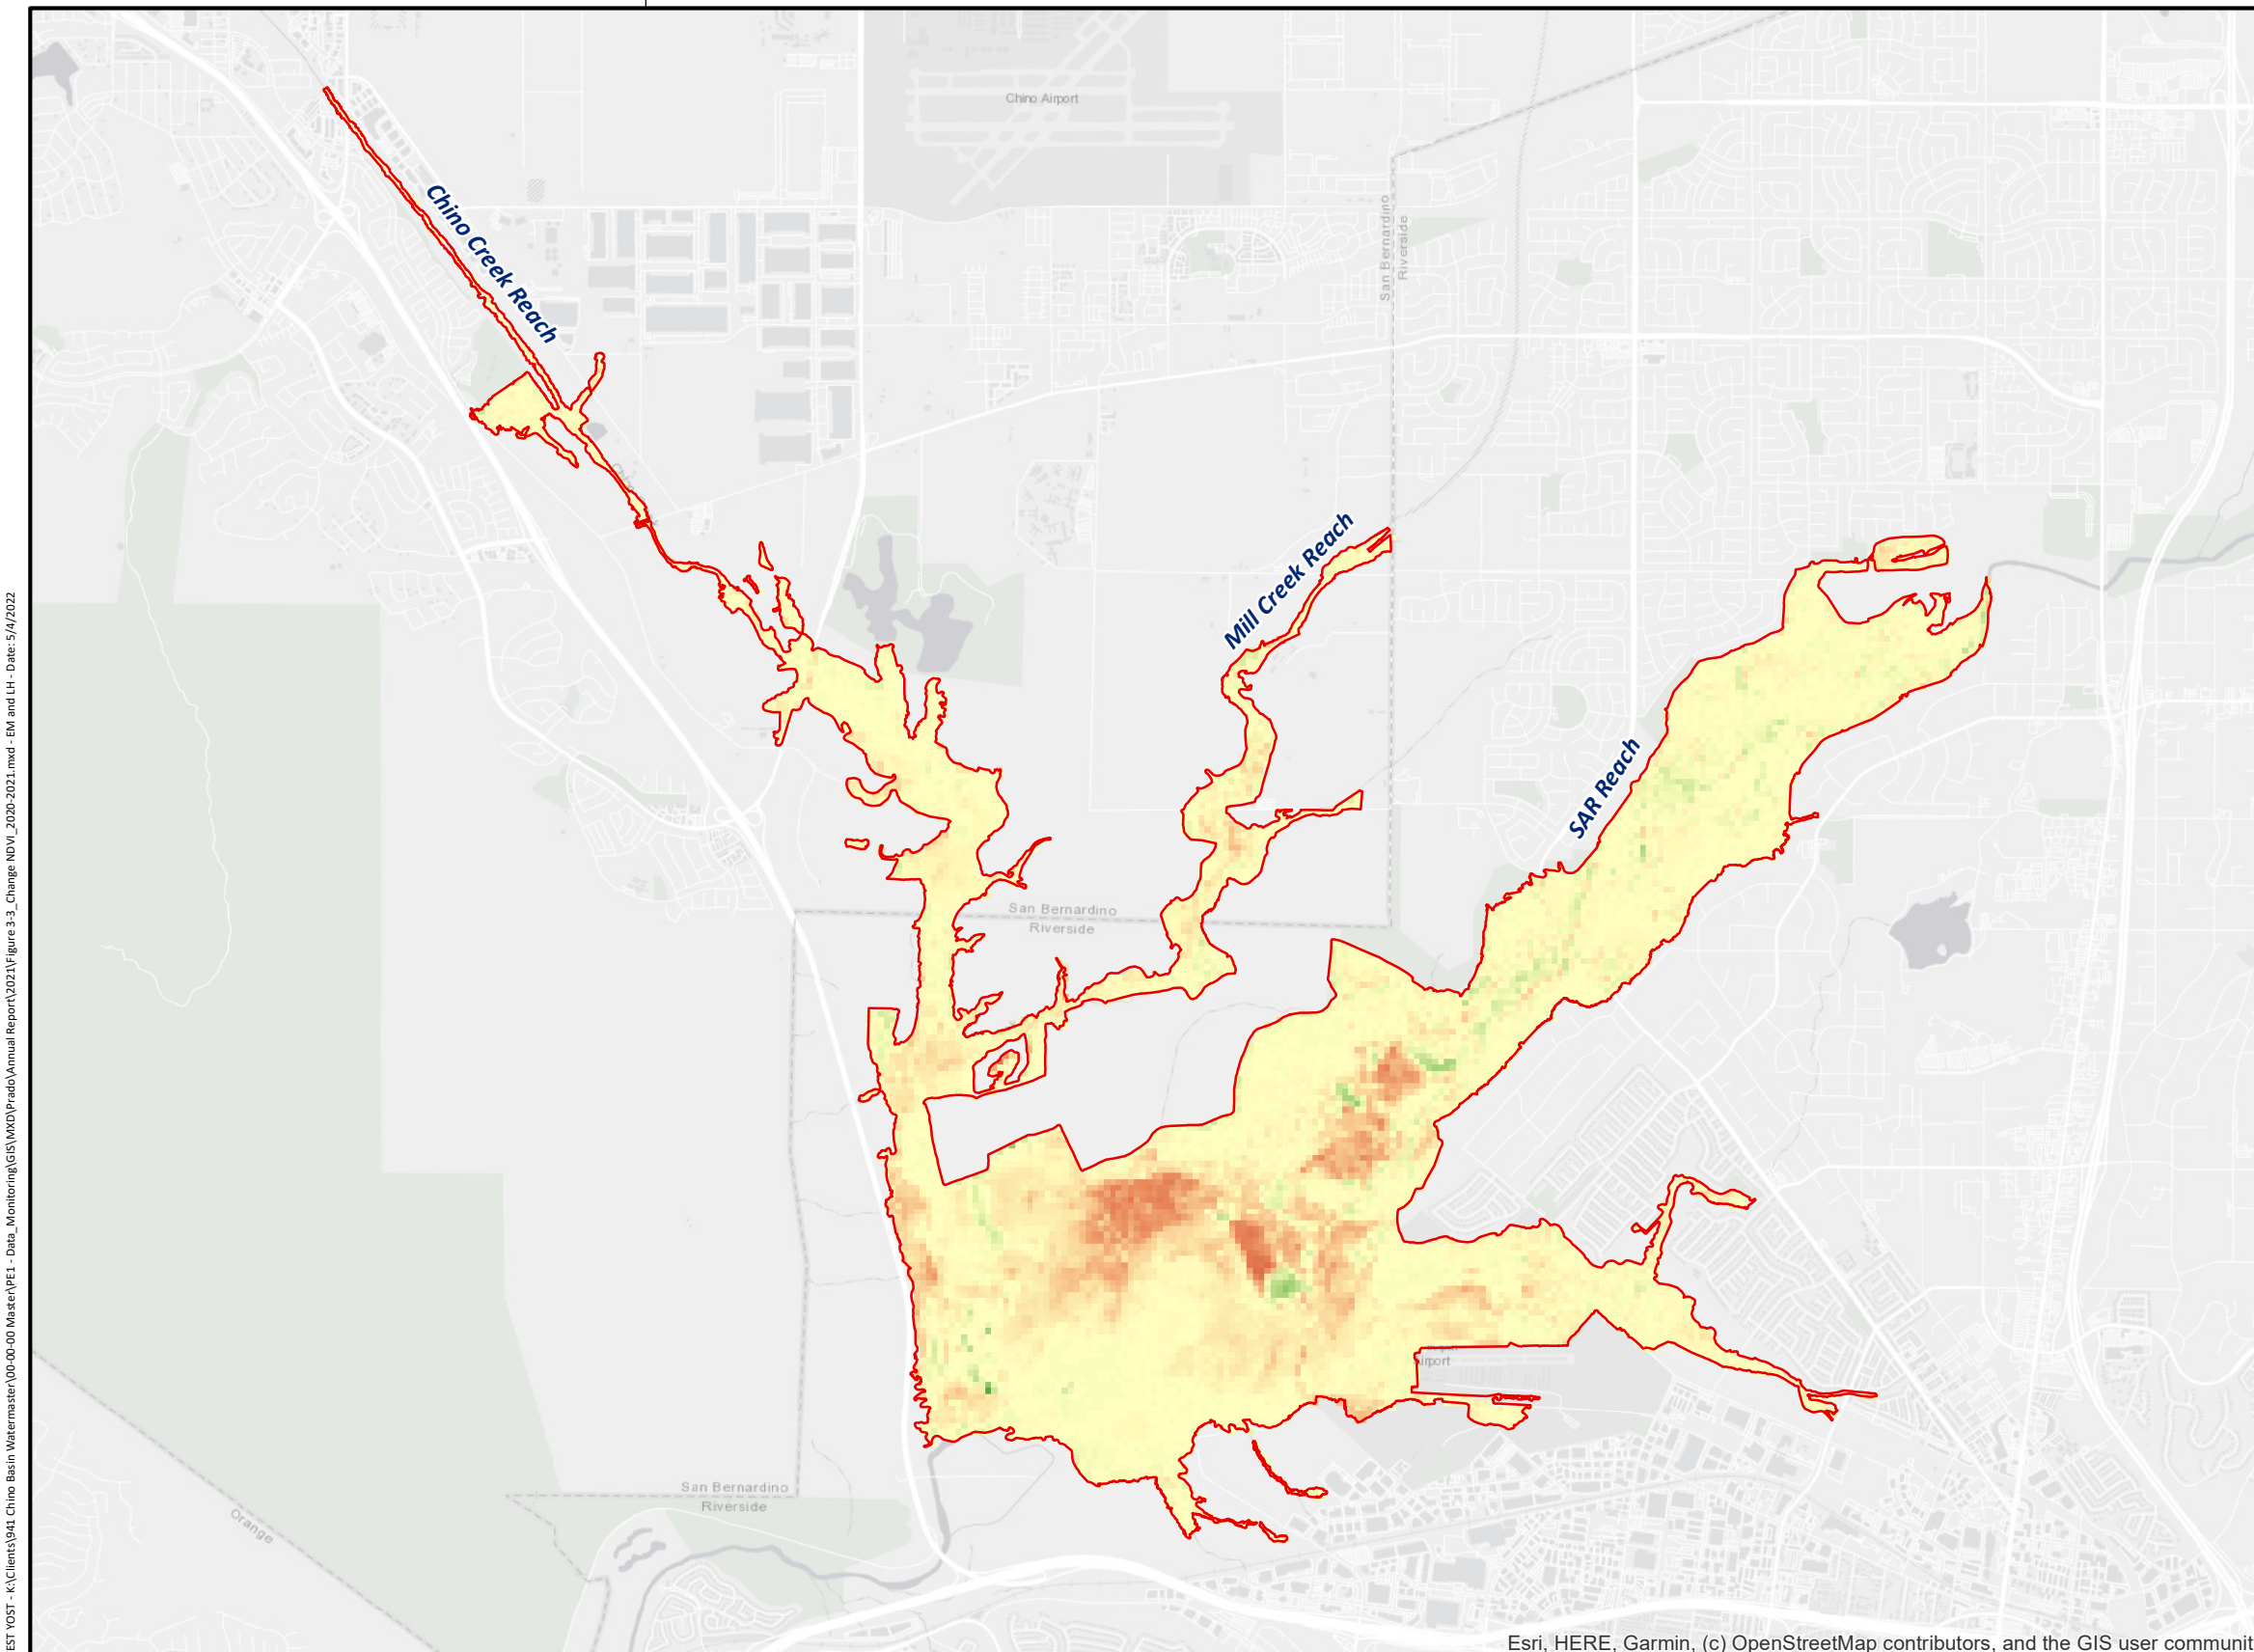 Chino Airport
Chino Creek Reach
San Bernardino
Riverside
Mill Creek Reach
SAR Reach
San Bernardino
Riverside
Airport
San Bernardino
Riverside
Orange
EST YOST - K:\Clients\941 Chino Basin Watermaster\00-00-00 Master\PE1 - Data_Monitoring\GIS\MXD\Prado\Annual Report\2021\Figure 3-3_Change NDVI_2020-2021.mxd - EM and LH - Date: 5/4/2022
Esri, HERE, Garmin, (c) OpenStreetMap contributors, and the GIS user communit